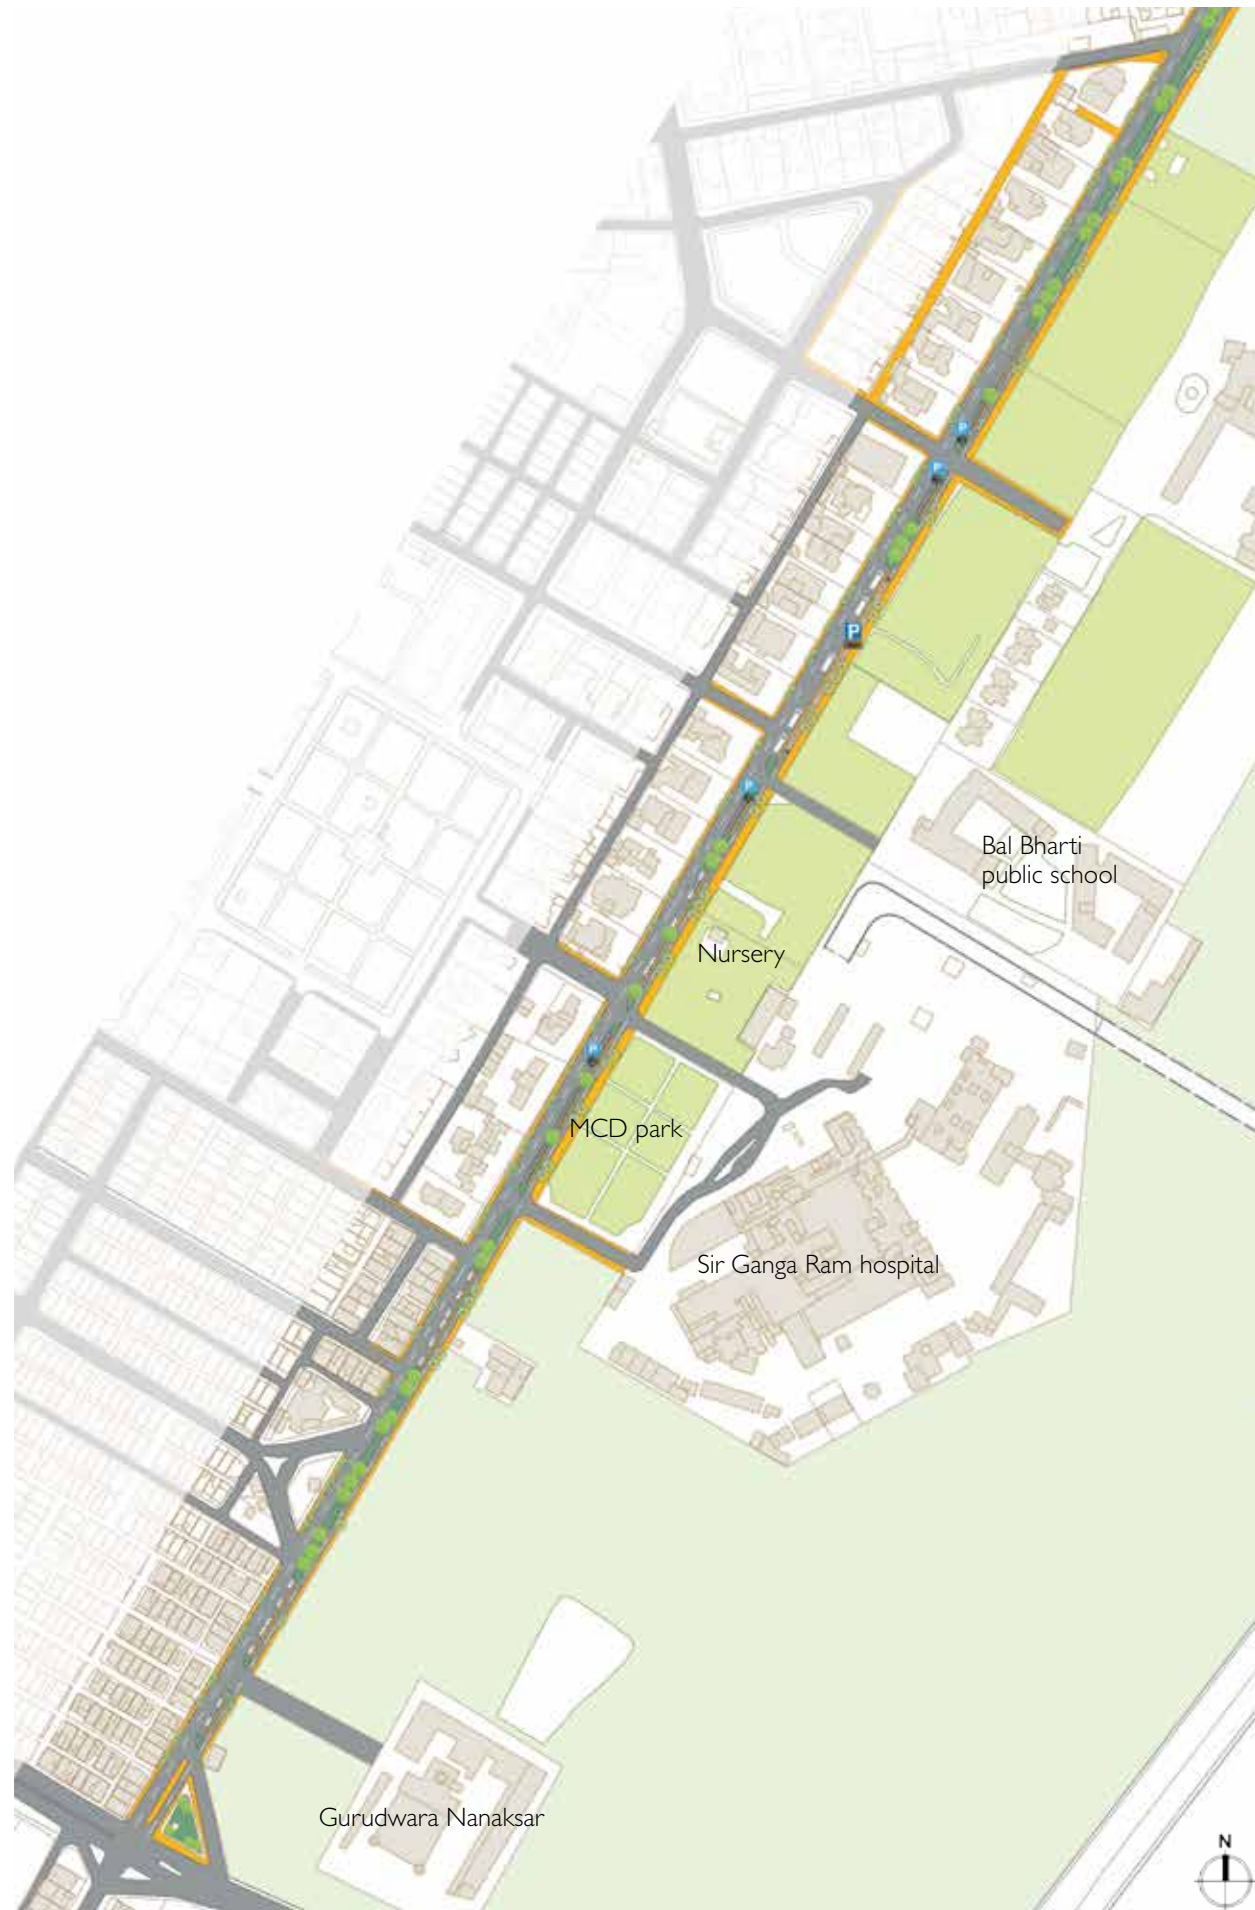 P
P
P
P
Bal Bharti
public school
Nursery
P
MCD park
Sir Ganga Ram hospital
Gurudwara Nanaksar
N